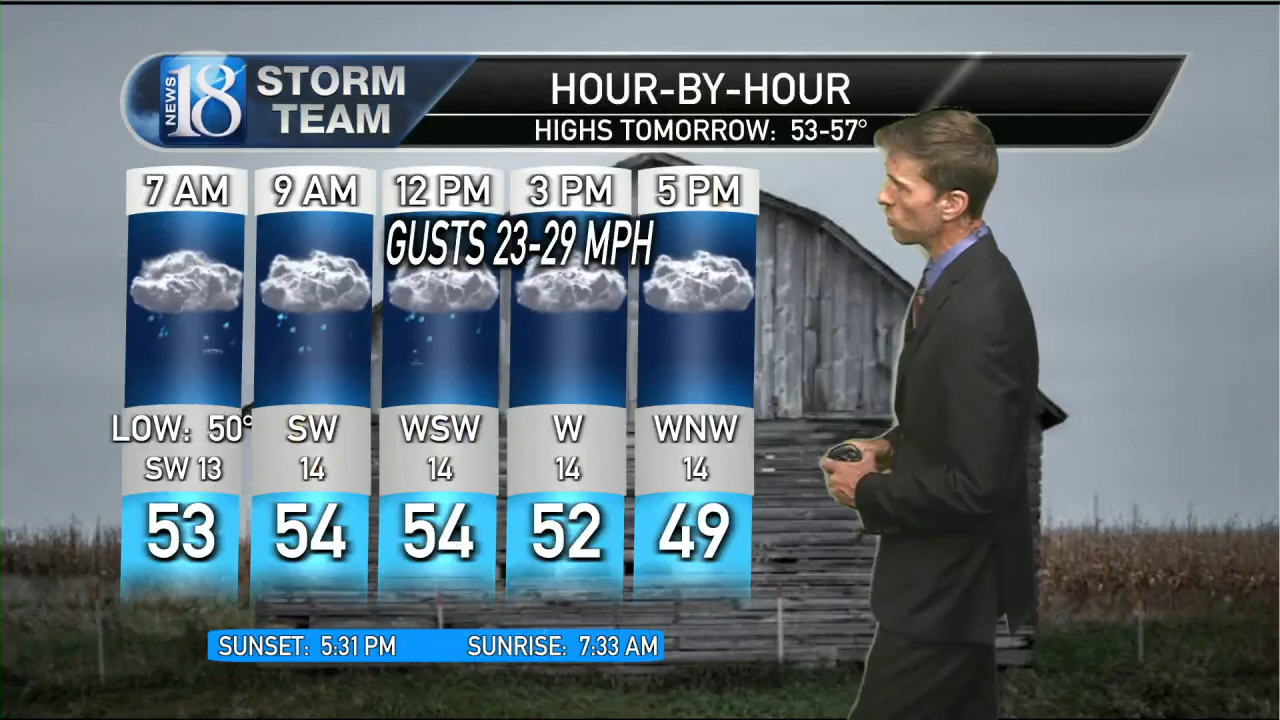 NEWS 18
STORM
TEAM
HOUR-BY-HOUR
HIGHS TOMORROW: 53-57°
7 AM 9 AM 12 PM 3 PM 5 PM
GUSTS 23-29 MPH
LOW: 50° SW WSW W WNW
SW 13 14 14 14 14
53 54 54 52 49
SUNSET: 5:31 PM SUNRISE: 7:33 AM